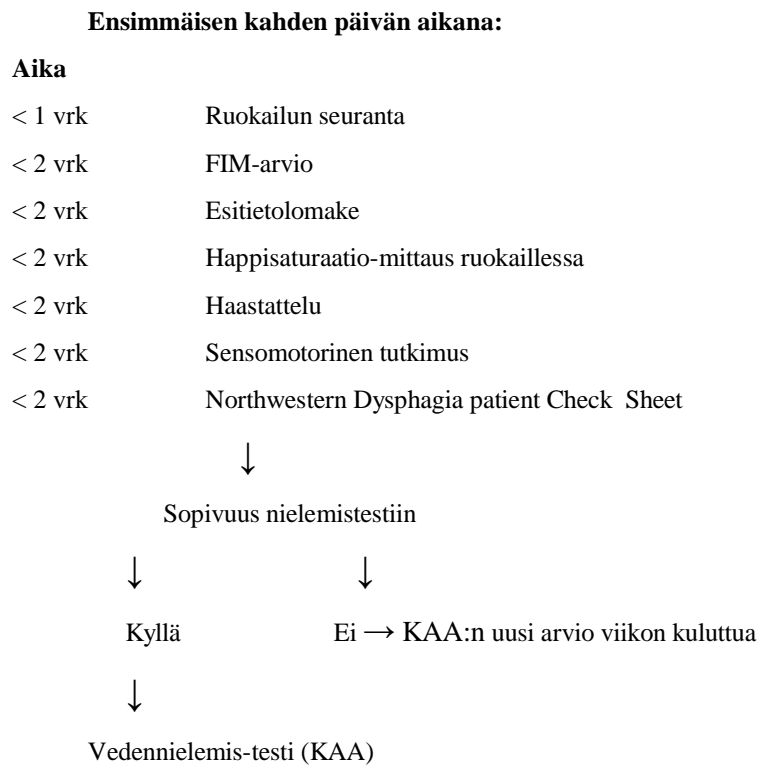 Ensimmäisen kahden päivän aikana:
Aika
< 1 vrk Ruokailun seuranta
< 2 vrk FIM-arvio
< 2 vrk Esitietolomake
< 2 vrk Happisaturaatio-mittaus ruokaillessa
< 2 vrk Haastattelu
< 2 vrk Sensomotorinen tutkimus
< 2 vrk Northwestern Dysphagia patient Check Sheet
↓
Sopivuus nielemistestiin
↓ ↓
Kyllä Ei → KAA:n uusi arvio viikon kuluttua
↓
Vedennielemis-testi (KAA)